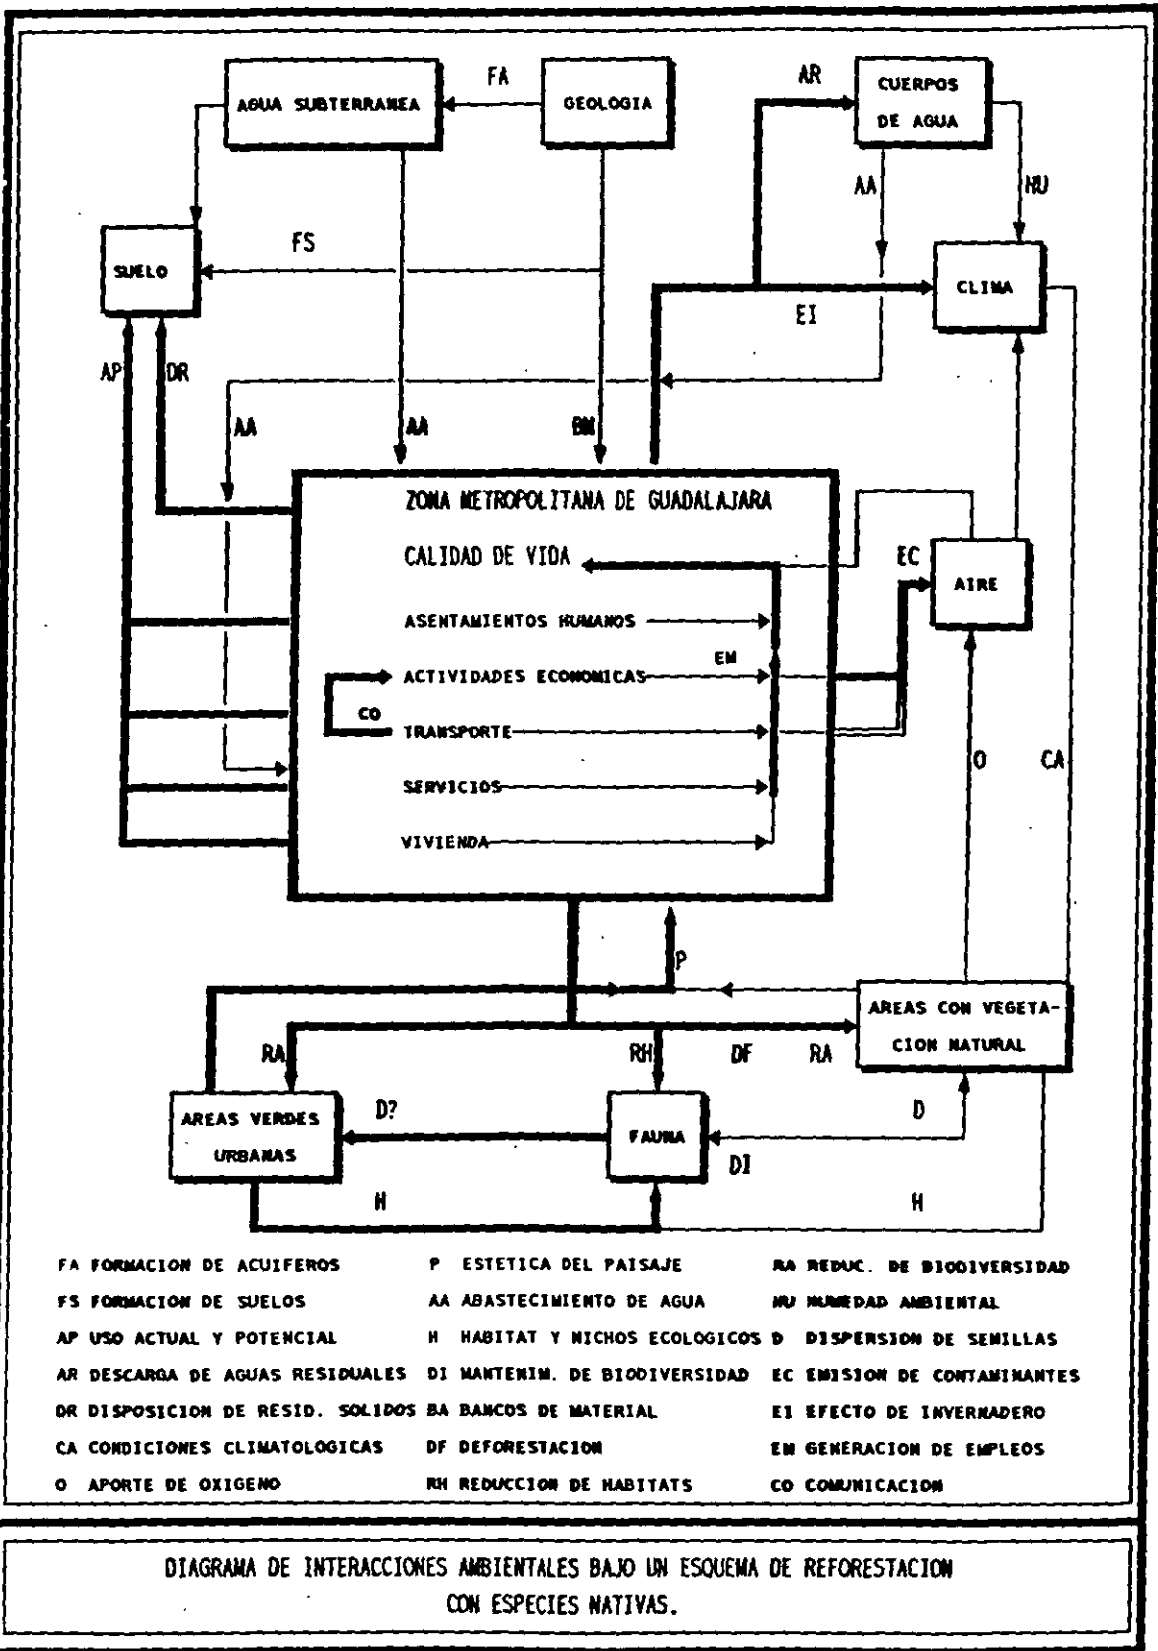 FA
AR
AGUA SUBTERRANEA
GEOLOGIA
CUERPOS
DE AGUA
AA
HU
FS
SUELO
CLIMA
EI
AP
DR
AA
AA
BM
ZONA METROPOLITANA DE GUADALAJARA
CALIDAD DE VIDA
EC
AIRE
ASENTAMIENTOS HUMANOS
EM
ACTIVIDADES ECONOMICAS
CO
TRANSPORTE
O
CA
SERVICIOS
VIVIENDA
P
AREAS CON VEGETA-
CION NATURAL
RA
RH
DF
RA
AREAS VERDES
URBANAS
D?
FAUNA
D
DI
H
H
FA FORMACION DE ACUIFEROS
P ESTETICA DEL PAISAJE
RA REDUC. DE BIODIVERSIDAD
FS FORMACION DE SUELOS
AA ABASTECIMIENTO DE AGUA
HU HUMEDAD AMBIENTAL
AP USO ACTUAL Y POTENCIAL
H HABITAT Y NICHOS ECOLOGICOS
D DISPERSION DE SEMILLAS
AR DESCARGA DE AGUAS RESIDUALES
DI MANTENIM. DE BIODIVERSIDAD
EC EMISION DE CONTAMINANTES
DR DISPOSICION DE RESID. SOLIDOS
BA BANCOS DE MATERIAL
EI EFECTO DE INVERNADERO
CA CONDICIONES CLIMATOLOGICAS
DF DEFORESTACION
EM GENERACION DE EMPLEOS
O APORTE DE OXIGENO
RH REDUCCION DE HABITATS
CO COMUNICACION
DIAGRAMA DE INTERACCIONES AMBIENTALES BAJO UN ESQUEMA DE REFORESTACION
CON ESPECIES NATIVAS.